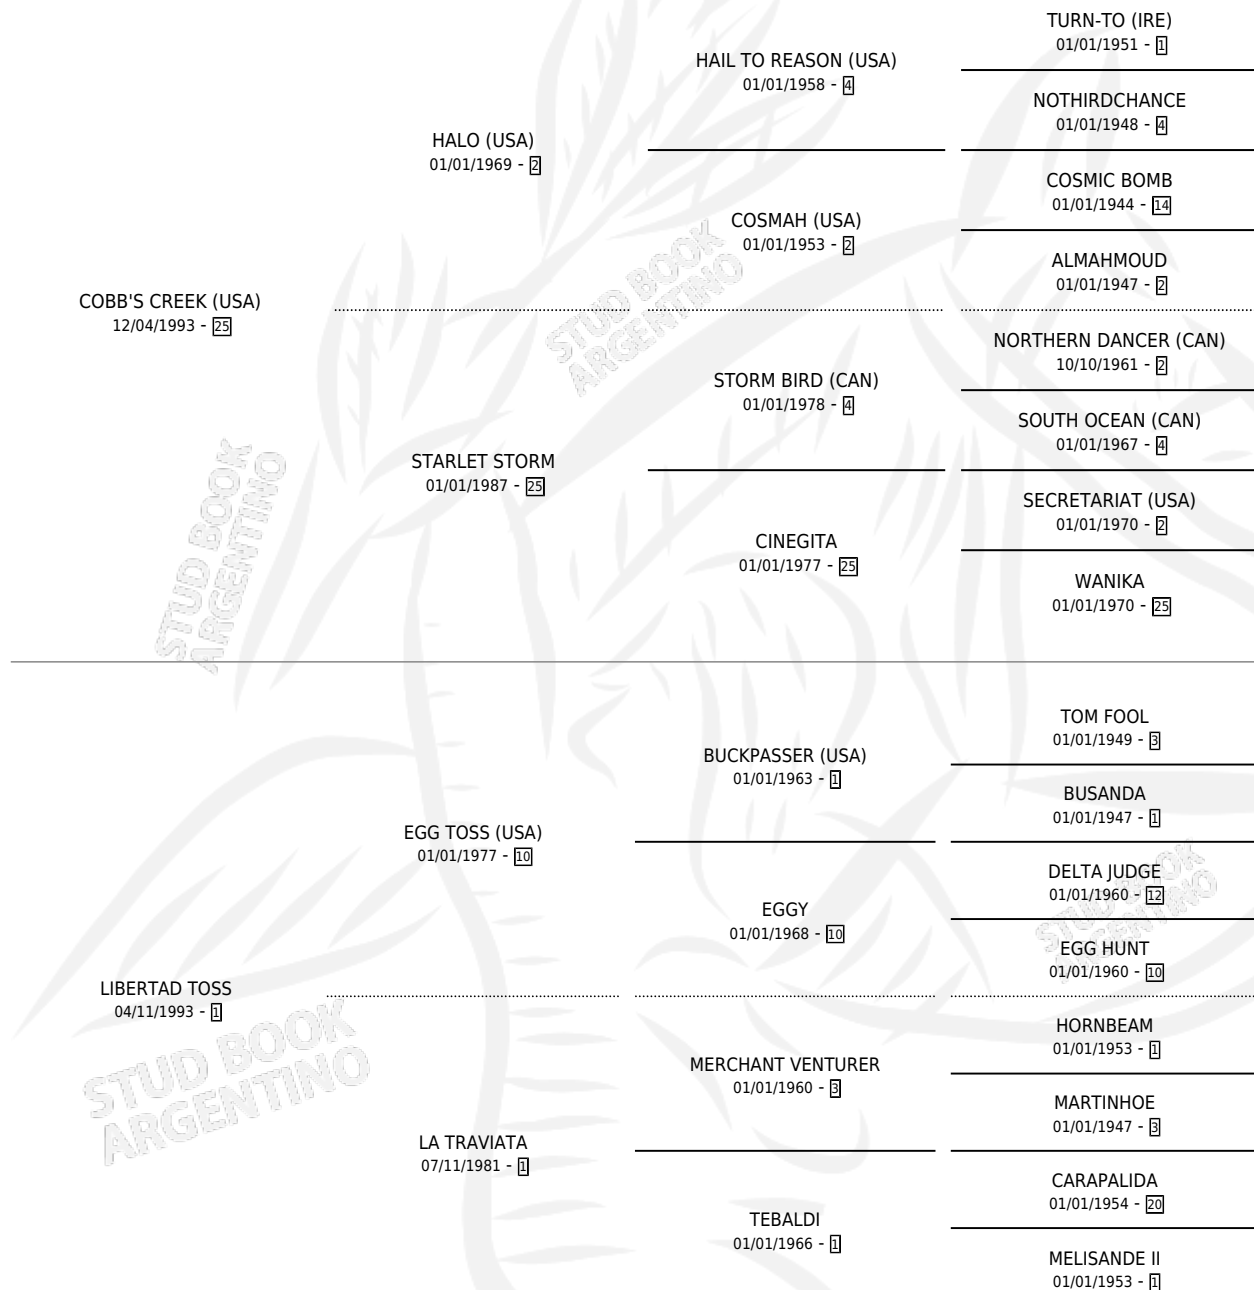 TURN-TO (IRE)
01/01/1951 - 1
HAIL TO REASON (USA)
01/01/1958 - 4
NOTHIRDCHANCE
01/01/1948 - 4
HALO (USA)
01/01/1969 - 2
COSMIC BOMB
01/01/1944 - 14
COSMAH (USA)
01/01/1953 - 2
ALMAHMOUD
01/01/1947 - 2
COBB'S CREEK (USA)
12/04/1993 - 25
STUD BOOK
ARGENTINO
NORTHERN DANCER (CAN)
10/10/1961 - 2
STORM BIRD (CAN)
01/01/1978 - 4
SOUTH OCEAN (CAN)
01/01/1967 - 4
STARLET STORM
01/01/1987 - 25
SECRETARIAT (USA)
01/01/1970 - 2
CINEGITA
01/01/1977 - 25
WANIKA
01/01/1970 - 25
STUD BOOK
ARGENTINO
TOM FOOL
01/01/1949 - 3
BUCKPASSER (USA)
01/01/1963 - 1
BUSANDA
01/01/1947 - 1
EGG TOSS (USA)
01/01/1977 - 10
DELTA JUDGE
01/01/1960 - 12
EGGY
01/01/1968 - 10
EGG HUNT
01/01/1960 - 10
STUD BOOK
ARGENTINO
LIBERTAD TOSS
04/11/1993 - 1
HORNBEAM
01/01/1953 - 1
MERCHANT VENTURER
01/01/1960 - 3
MARTINHOE
01/01/1947 - 3
STUD BOOK
ARGENTINO
LA TRAVIATA
07/11/1981 - 1
CARAPALIDA
01/01/1954 - 20
TEBALDI
01/01/1966 - 1
MELISANDE II
01/01/1953 - 1